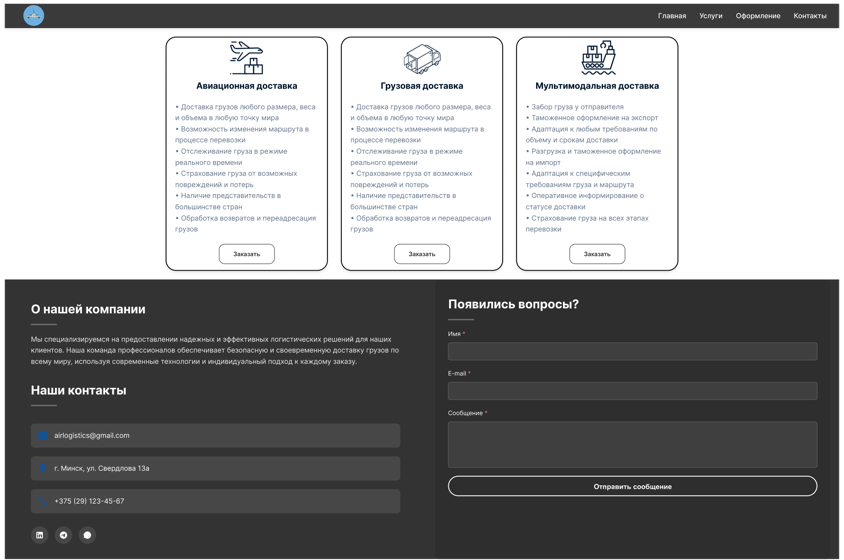 Главная Услуги Оформление Контакты
Авиационная доставка
• Доставка грузов любого размера, веса
и объема в любую точку мира
• Возможность изменения маршрута в
процессе перевозки
• Отслеживание груза в режиме
реального времени
• Страхование груза от возможных
повреждений и потерь
• Наличие представительств в
большинстве стран
• Обработка возвратов и переадресация
грузов
Заказать
Грузовая доставка
• Доставка грузов любого размера, веса
и объема в любую точку мира
• Возможность изменения маршрута в
процессе перевозки
• Отслеживание груза в режиме
реального времени
• Страхование груза от возможных
повреждений и потерь
• Наличие представительств в
большинстве стран
• Обработка возвратов и переадресация
грузов
Заказать
Мультимодальная доставка
• Забор груза у отправителя
• Таможенное оформление на экспорт
• Адаптация к любым требованиям по
объему и срокам доставки
• Разгрузка и таможенное оформление
на импорт
• Адаптация к специфическим
требованиям груза и маршрута
• Оперативное информирование о
статусе доставки
• Страхование груза на всех этапах
перевозки
Заказать
О нашей компании
Мы специализируемся на предоставлении надежных и эффективных логистических решений для наших
клиентов. Наша команда профессионалов обеспечивает безопасную и своевременную доставку грузов по
всему миру, используя современные технологии и индивидуальный подход к каждому заказу.
Наши контакты
airlogistics@gmail.com
г. Минск, ул. Свердлова 13а
+375 (29) 123-45-67
Появились вопросы?
Имя *
E-mail *
Сообщение *
Отправить сообщение